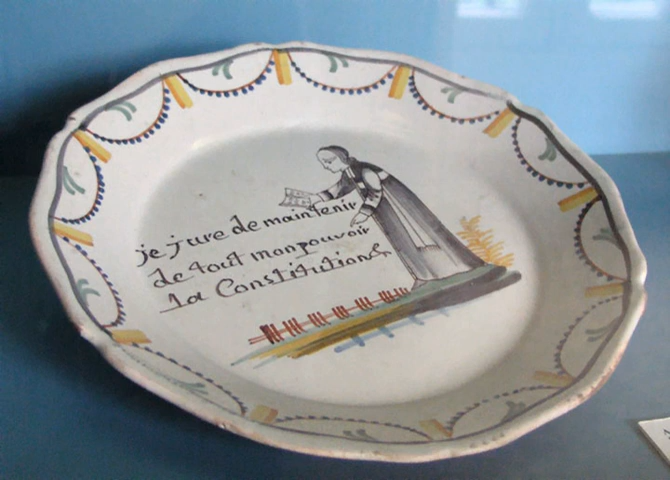 je jure de maintenir
de tout mon pouvoir
la Constitution